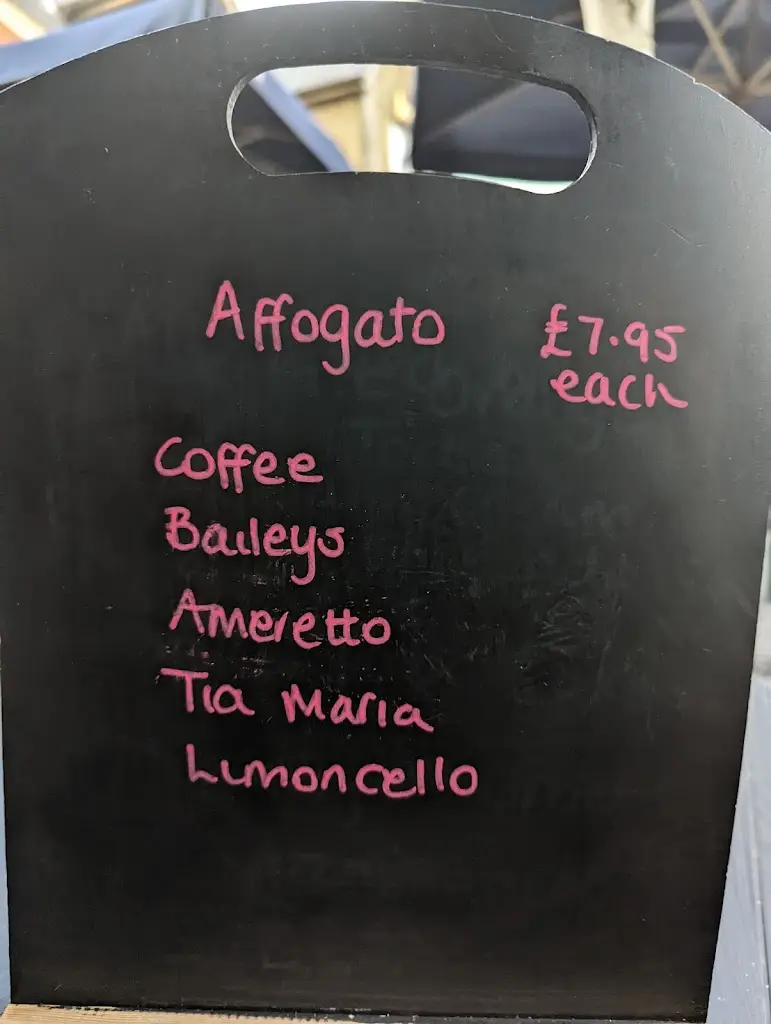 Affogato £7.95
each
Coffee
Baileys
Ameretto
Tia Maria
Limoncello